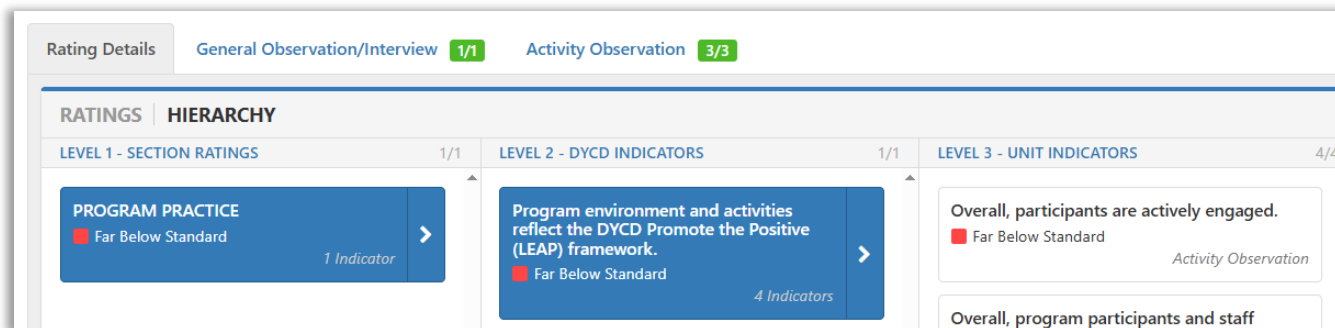 Rating Details General Observation/Interview 1/1 Activity Observation 3/3
RATINGS HIERARCHY
LEVEL 1 - SECTION RATINGS 1/1
PROGRAM PRACTICE
Far Below Standard
1 Indicator
LEVEL 2 - DYCD INDICATORS 1/1
Program environment and activities
reflect the DYCD Promote the Positive
(LEAP) framework.
Far Below Standard
4 Indicators
LEVEL 3 - UNIT INDICATORS 4/4
Overall, participants are actively engaged.
Far Below Standard
Activity Observation
Overall, program participants and staff